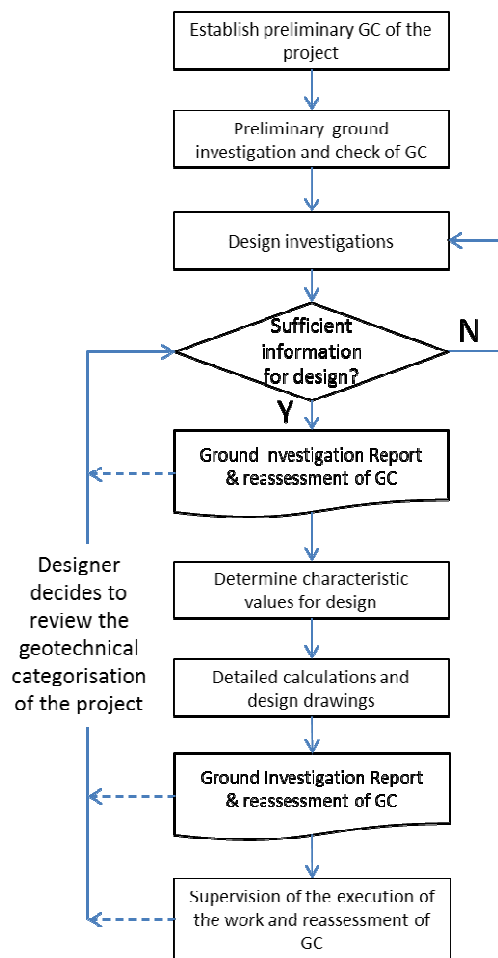 Establish preliminary GC of the
project
Preliminary ground
investigation and check of GC
Design investigations
Sufficient
information
for design?
N
Y
Ground Investigation Report
& reassessment of GC
Designer
decides to
review the
geotechnical
categorisation
of the project
Determine characteristic
values for design
Detailed calculations and
design drawings
Ground Investigation Report
& reassessment of GC
Supervision of the execution of
the work and reassessment of
GC